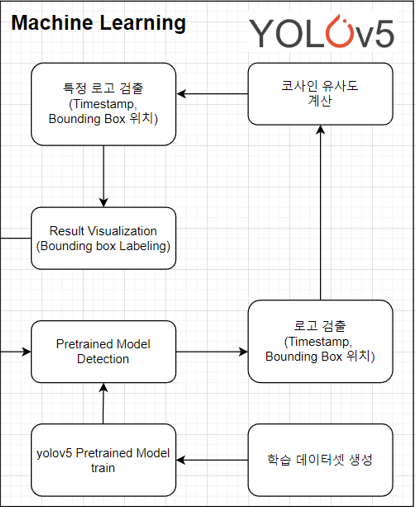 Machine Learning
YOLOv5
특정 로고 검출
(Timestamp,
Bounding Box 위치)
코사인 유사도
계산
Result Visualization
(Bounding box Labeling)
로고 검출
(Timestamp,
Bounding Box 위치)
Pretrained Model
Detection
yolov5 Pretrained Model
train
학습 데이터셋 생성